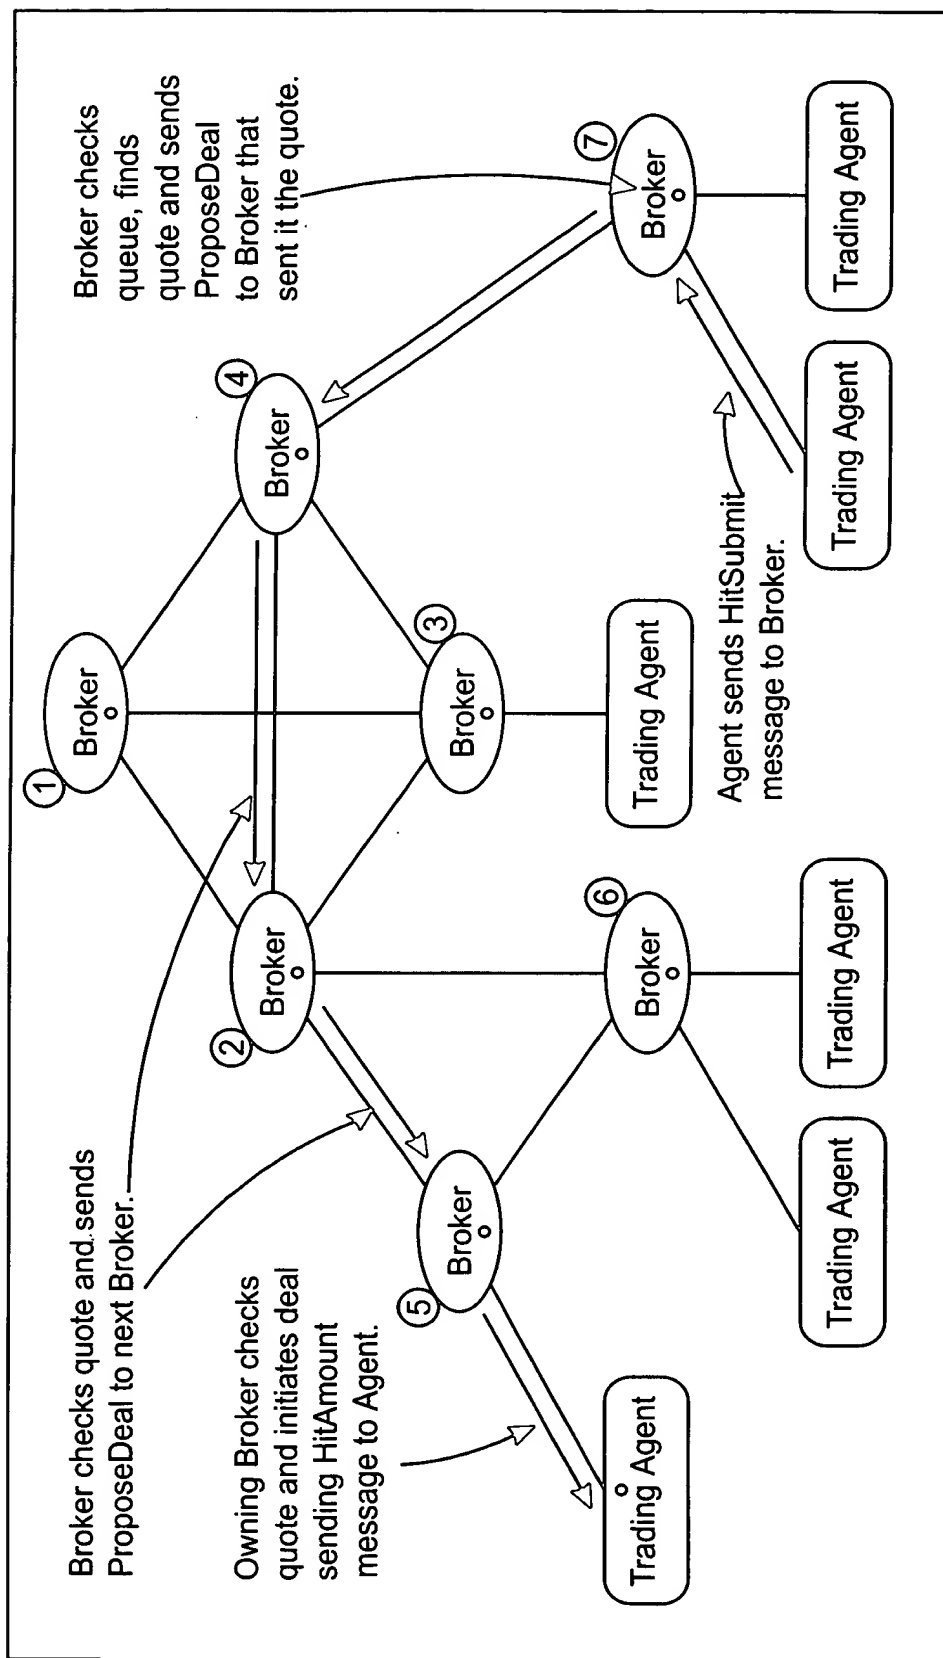 Broker checks quote and sends
ProposeDeal to next Broker.
Owning Broker checks
quote and initiates deal
sending HitAmount
message to Agent.
Broker checks
queue, finds
quote and sends
ProposeDeal
to Broker that
sent it the quote.
1
Broker
2
Broker
4
Broker
3
Broker
5
Broker
6
Broker
7
Broker
Trading Agent
Trading Agent
Agent sends HitSubmit
message to Broker.
Trading Agent
Trading Agent
Trading Agent
Trading Agent